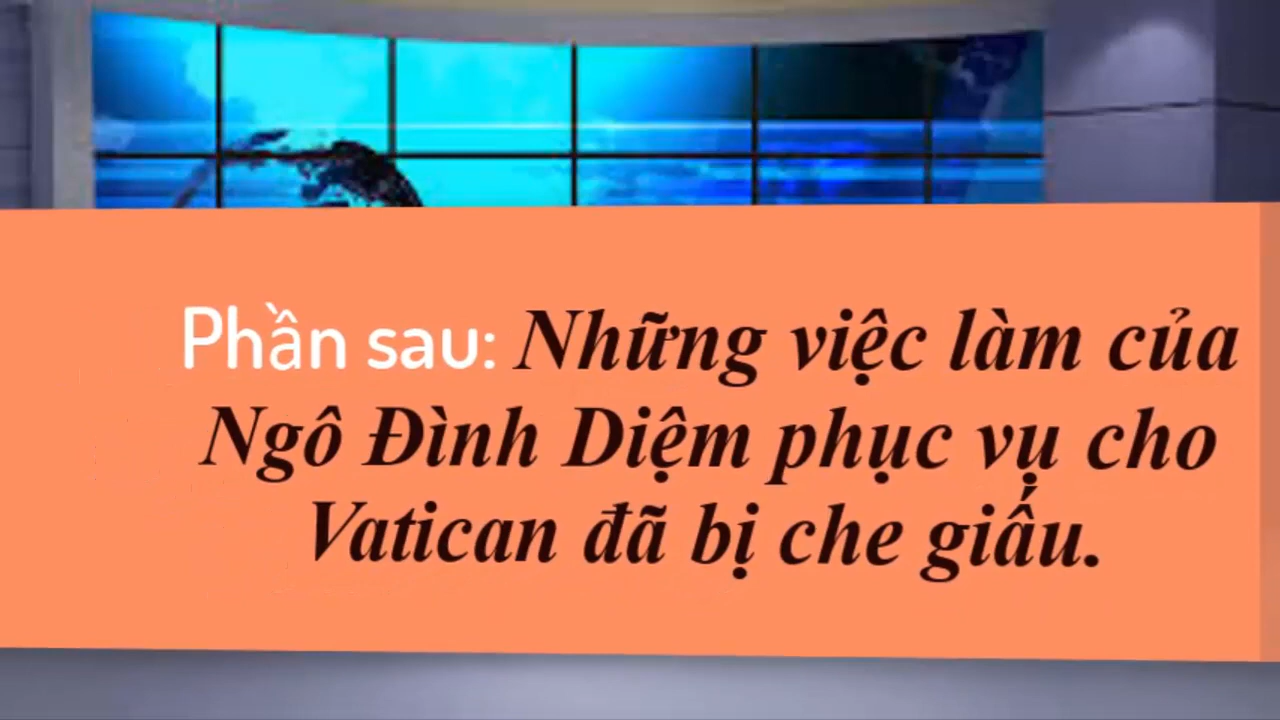 Phần sau: Những việc làm của
Ngô Đình Diệm phục vụ cho
Vatican đã bị che giấu.